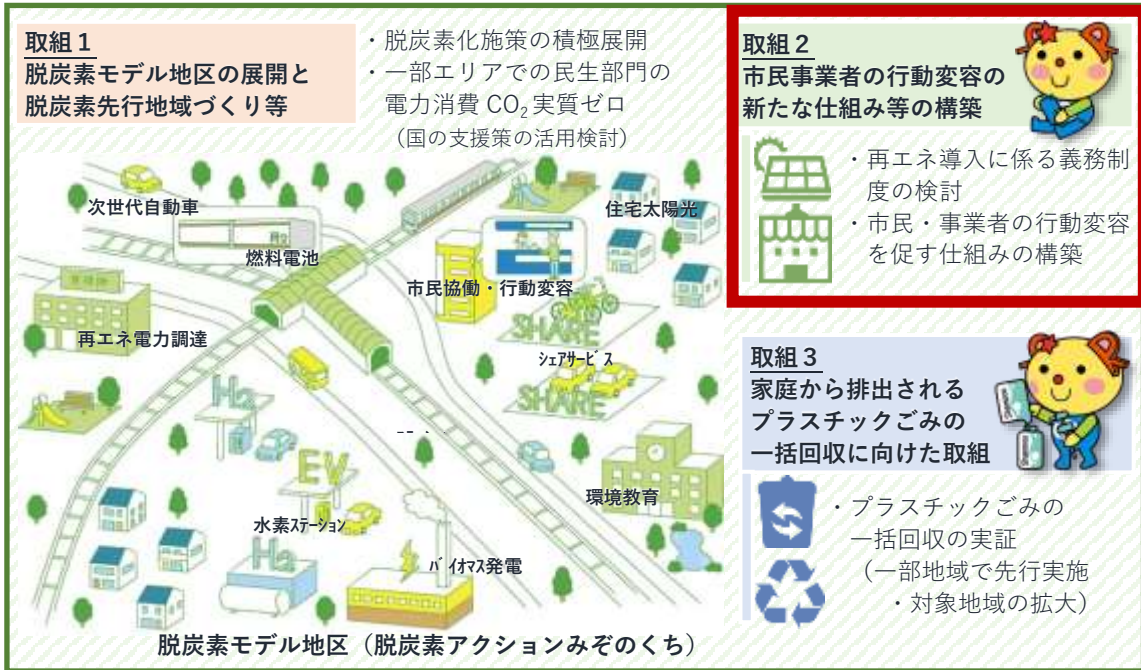 取組１
脱炭素モデル地区の展開と
脱炭素先行地域づくり等
・脱炭素化施策の積極展開
・一部エリアでの民生部門の
電力消費 CO₂ 実質ゼロ
（国の支援策の活用検討）
次世代自動車
燃料電池
住宅太陽光
市民協働・行動変容
再エネ電力調達
SHARE
シェアサービス
SHARE
H₂
EV
環境教育
水素ステーション
H₂
バイオマス発電
脱炭素モデル地区（脱炭素アクションみぞのくち）
取組２
市民事業者の行動変容の
新たな仕組み等の構築
・再エネ導入に係る義務制
度の検討
・市民・事業者の行動変容
を促す仕組みの構築
取組３
家庭から排出される
プラスチックごみの
一括回収に向けた取組
・プラスチックごみの
一括回収の実証
（一部地域で先行実施
・対象地域の拡大）